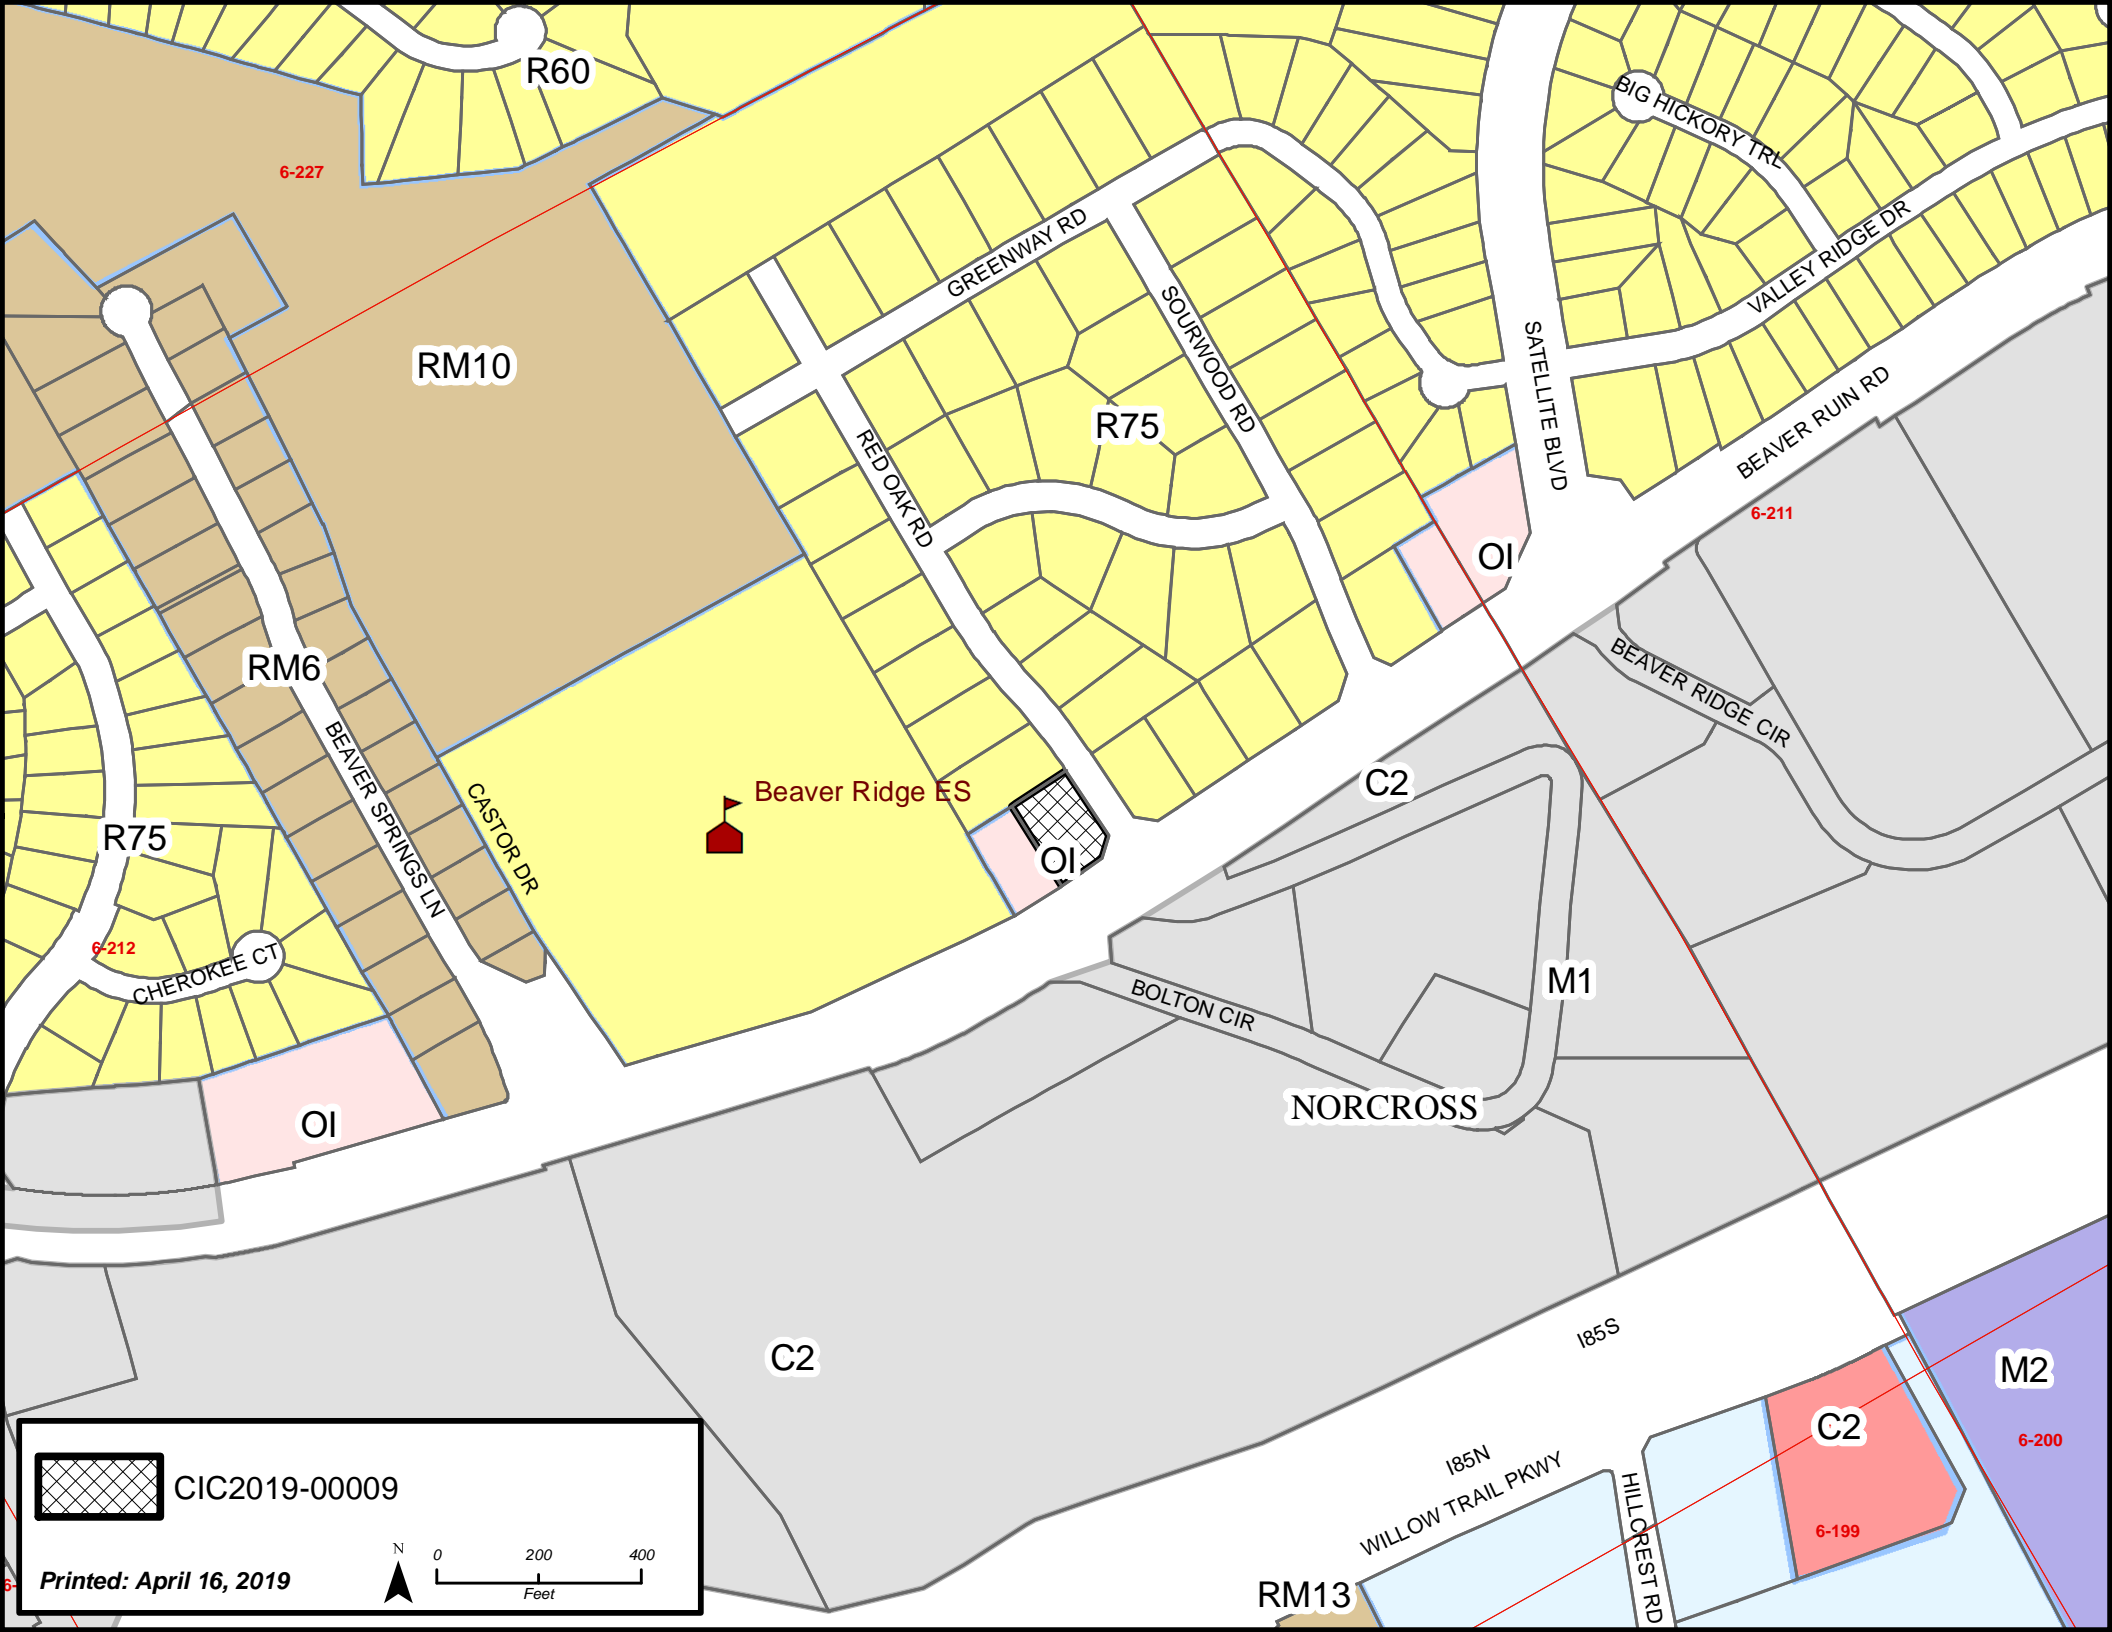 R60
BIG HICKORY TRL
6-227
GREENWAY RD
VALLEY RIDGE DR
SOURWOOD RD
RM10
SATELLITE BLVD
BEAVER RUIN RD
R75
RED OAK RD
6-211
OI
RM6
BEAVER RIDGE CIR
BEAVER SPRINGS LN
CASTOR DR
Beaver Ridge ES
C2
R75
OI
6-212
CHEROKEE CT
BOLTON CIR
M1
NORCROSS
OI
I85S
C2
M2
C2
6-200
I85N
WILLOW TRAIL PKWY
HILLCREST RD
6-199
RM13
CIC2019-00009
N
0 200 400
Feet
Printed: April 16, 2019
6-